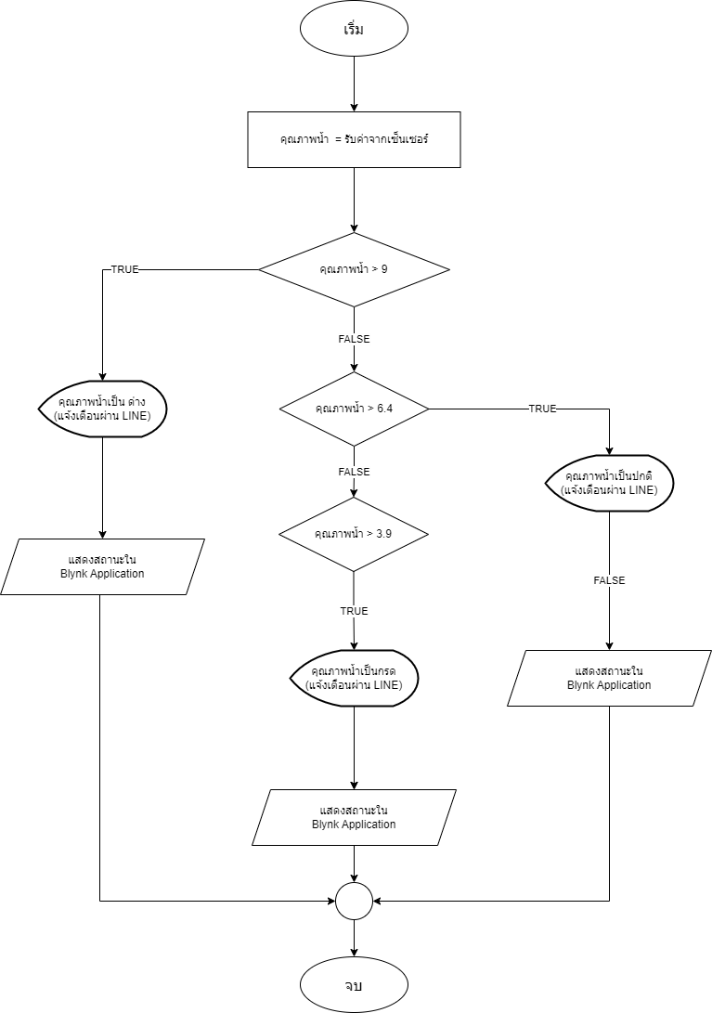 เริ่ม
คุณภาพน้ำ = รับค่าจากเซ็นเซอร์
คุณภาพน้ำ > 9
TRUE
FALSE
คุณภาพน้ำเป็น ด่าง
(แจ้งเตือนผ่าน LINE)
คุณภาพน้ำ > 6.4
TRUE
FALSE
คุณภาพน้ำเป็นปกติ
(แจ้งเตือนผ่าน LINE)
คุณภาพน้ำ > 3.9
แสดงสถานะใน
Blynk Application
FALSE
TRUE
คุณภาพน้ำเป็นกรด
(แจ้งเตือนผ่าน LINE)
แสดงสถานะใน
Blynk Application
แสดงสถานะใน
Blynk Application
จบ